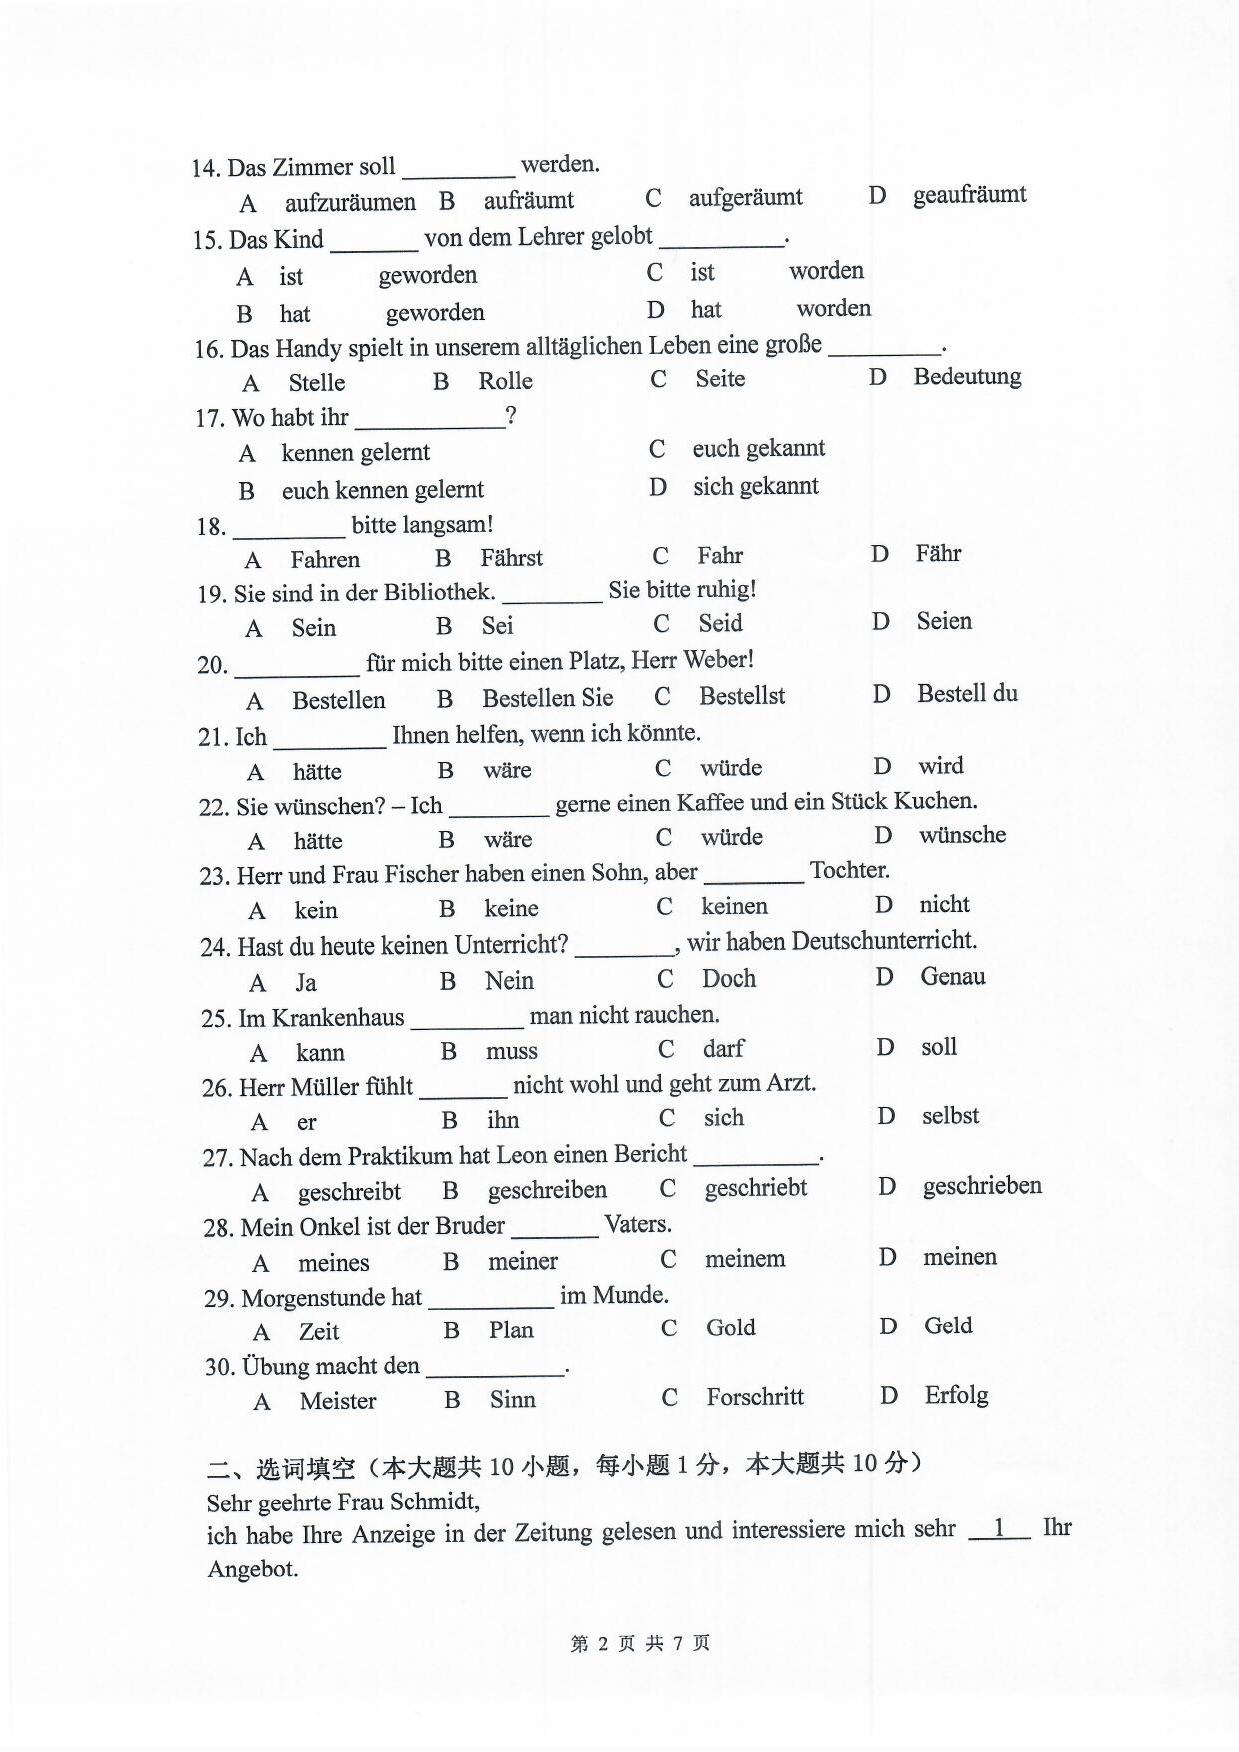 14. Das Zimmer soll _________ werden.
A aufzuräumen B aufräumt C aufgeräumt D geaufräumt
15. Das Kind _______ von dem Lehrer gelobt __________.
A ist geworden C ist worden
B hat geworden D hat worden
16. Das Handy spielt in unserem alltäglichen Leben eine große _________.
A Stelle B Rolle C Seite D Bedeutung
17. Wo habt ihr ____________?
A kennen gelernt C euch gekannt
B euch kennen gelernt D sich gekannt
18. _________ bitte langsam!
A Fahren B Fährst C Fahr D Fähr
19. Sie sind in der Bibliothek. ________ Sie bitte ruhig!
A Sein B Sei C Seid D Seien
20. __________ für mich bitte einen Platz, Herr Weber!
A Bestellen B Bestellen Sie C Bestellst D Bestell du
21. Ich _________ Ihnen helfen, wenn ich könnte.
A hätte B wäre C würde D wird
22. Sie wünschen? – Ich ________ gerne einen Kaffee und ein Stück Kuchen.
A hätte B wäre C würde D wünsche
23. Herr und Frau Fischer haben einen Sohn, aber ________ Tochter.
A kein B keine C keinen D nicht
24. Hast du heute keinen Unterricht? ________, wir haben Deutschunterricht.
A Ja B Nein C Doch D Genau
25. Im Krankenhaus _________ man nicht rauchen.
A kann B muss C darf D soll
26. Herr Müller fühlt _______ nicht wohl und geht zum Arzt.
A er B ihn C sich D selbst
27. Nach dem Praktikum hat Leon einen Bericht __________.
A geschreibt B geschreiben C geschriebt D geschrieben
28. Mein Onkel ist der Bruder _______ Vaters.
A meines B meiner C meinem D meinen
29. Morgenstunde hat __________ im Munde.
A Zeit B Plan C Gold D Geld
30. Übung macht den ___________.
A Meister B Sinn C Forschritt D Erfolg
二、选词填空（本大题共 10 小题，每小题 1 分，本大题共 10 分）
Sehr geehrte Frau Schmidt,
ich habe Ihre Anzeige in der Zeitung gelesen und interessiere mich sehr __1__ Ihr
Angebot.
第 2 页 共 7 页